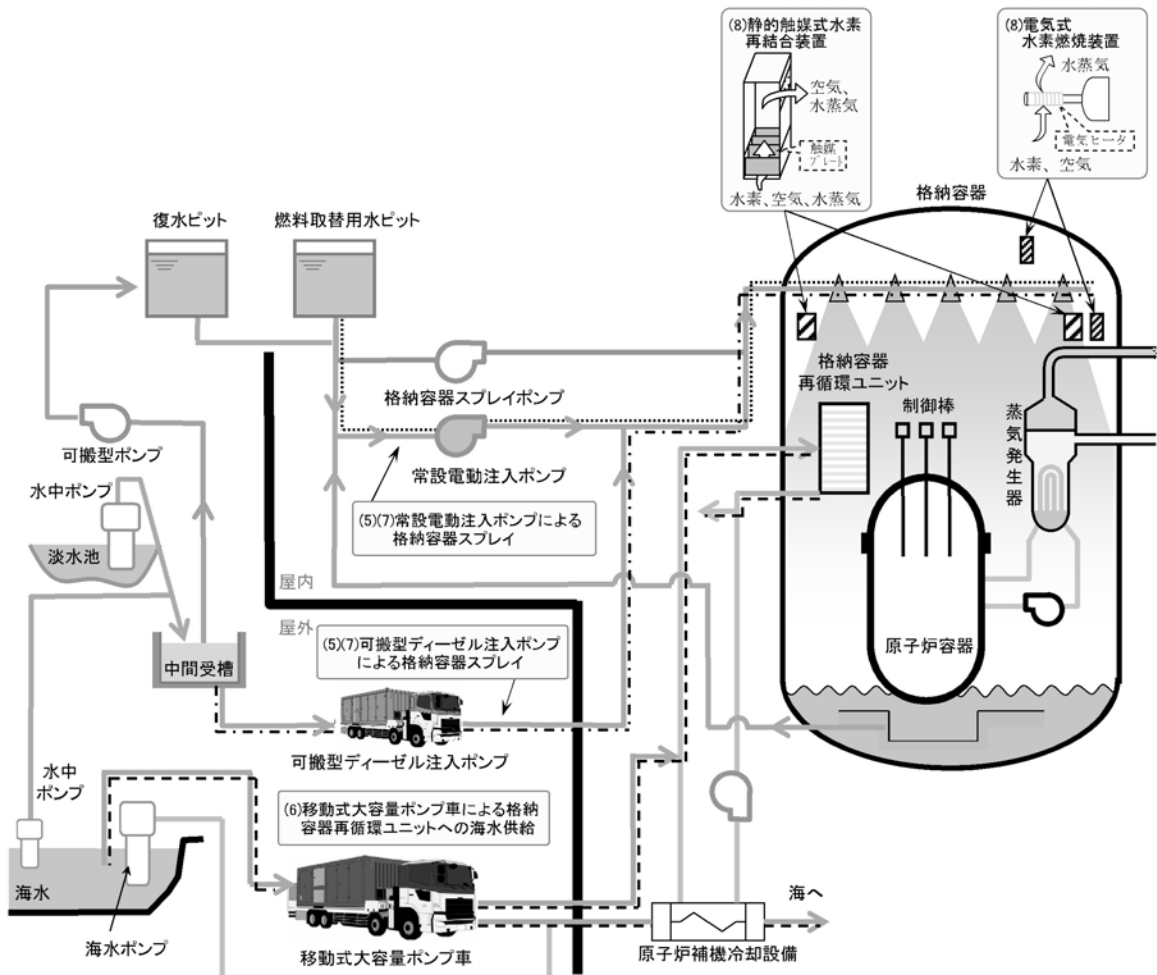 (8)静的触媒式水素
再結合装置
空気、
水蒸気
触媒
プレート
水素、空気、水蒸気
(8)電気式
水素燃焼装置
水蒸気
電気ヒータ
水素、空気
格納容器
復水ピット
燃料取替用水ピット
格納容器
再循環ユニット
制御棒
蒸気発生器
格納容器スプレイポンプ
可搬型ポンプ
常設電動注入ポンプ
水中ポンプ
(5)(7)常設電動注入ポンプによる
格納容器スプレイ
淡水池
屋内
屋外
(5)(7)可搬型ディーゼル注入ポンプ
による格納容器スプレイ
原子炉容器
中間受槽
可搬型ディーゼル注入ポンプ
水中
ポンプ
(6)移動式大容量ポンプ車による格納
容器再循環ユニットへの海水供給
海水
海へ
海水ポンプ
移動式大容量ポンプ車
原子炉補機冷却設備